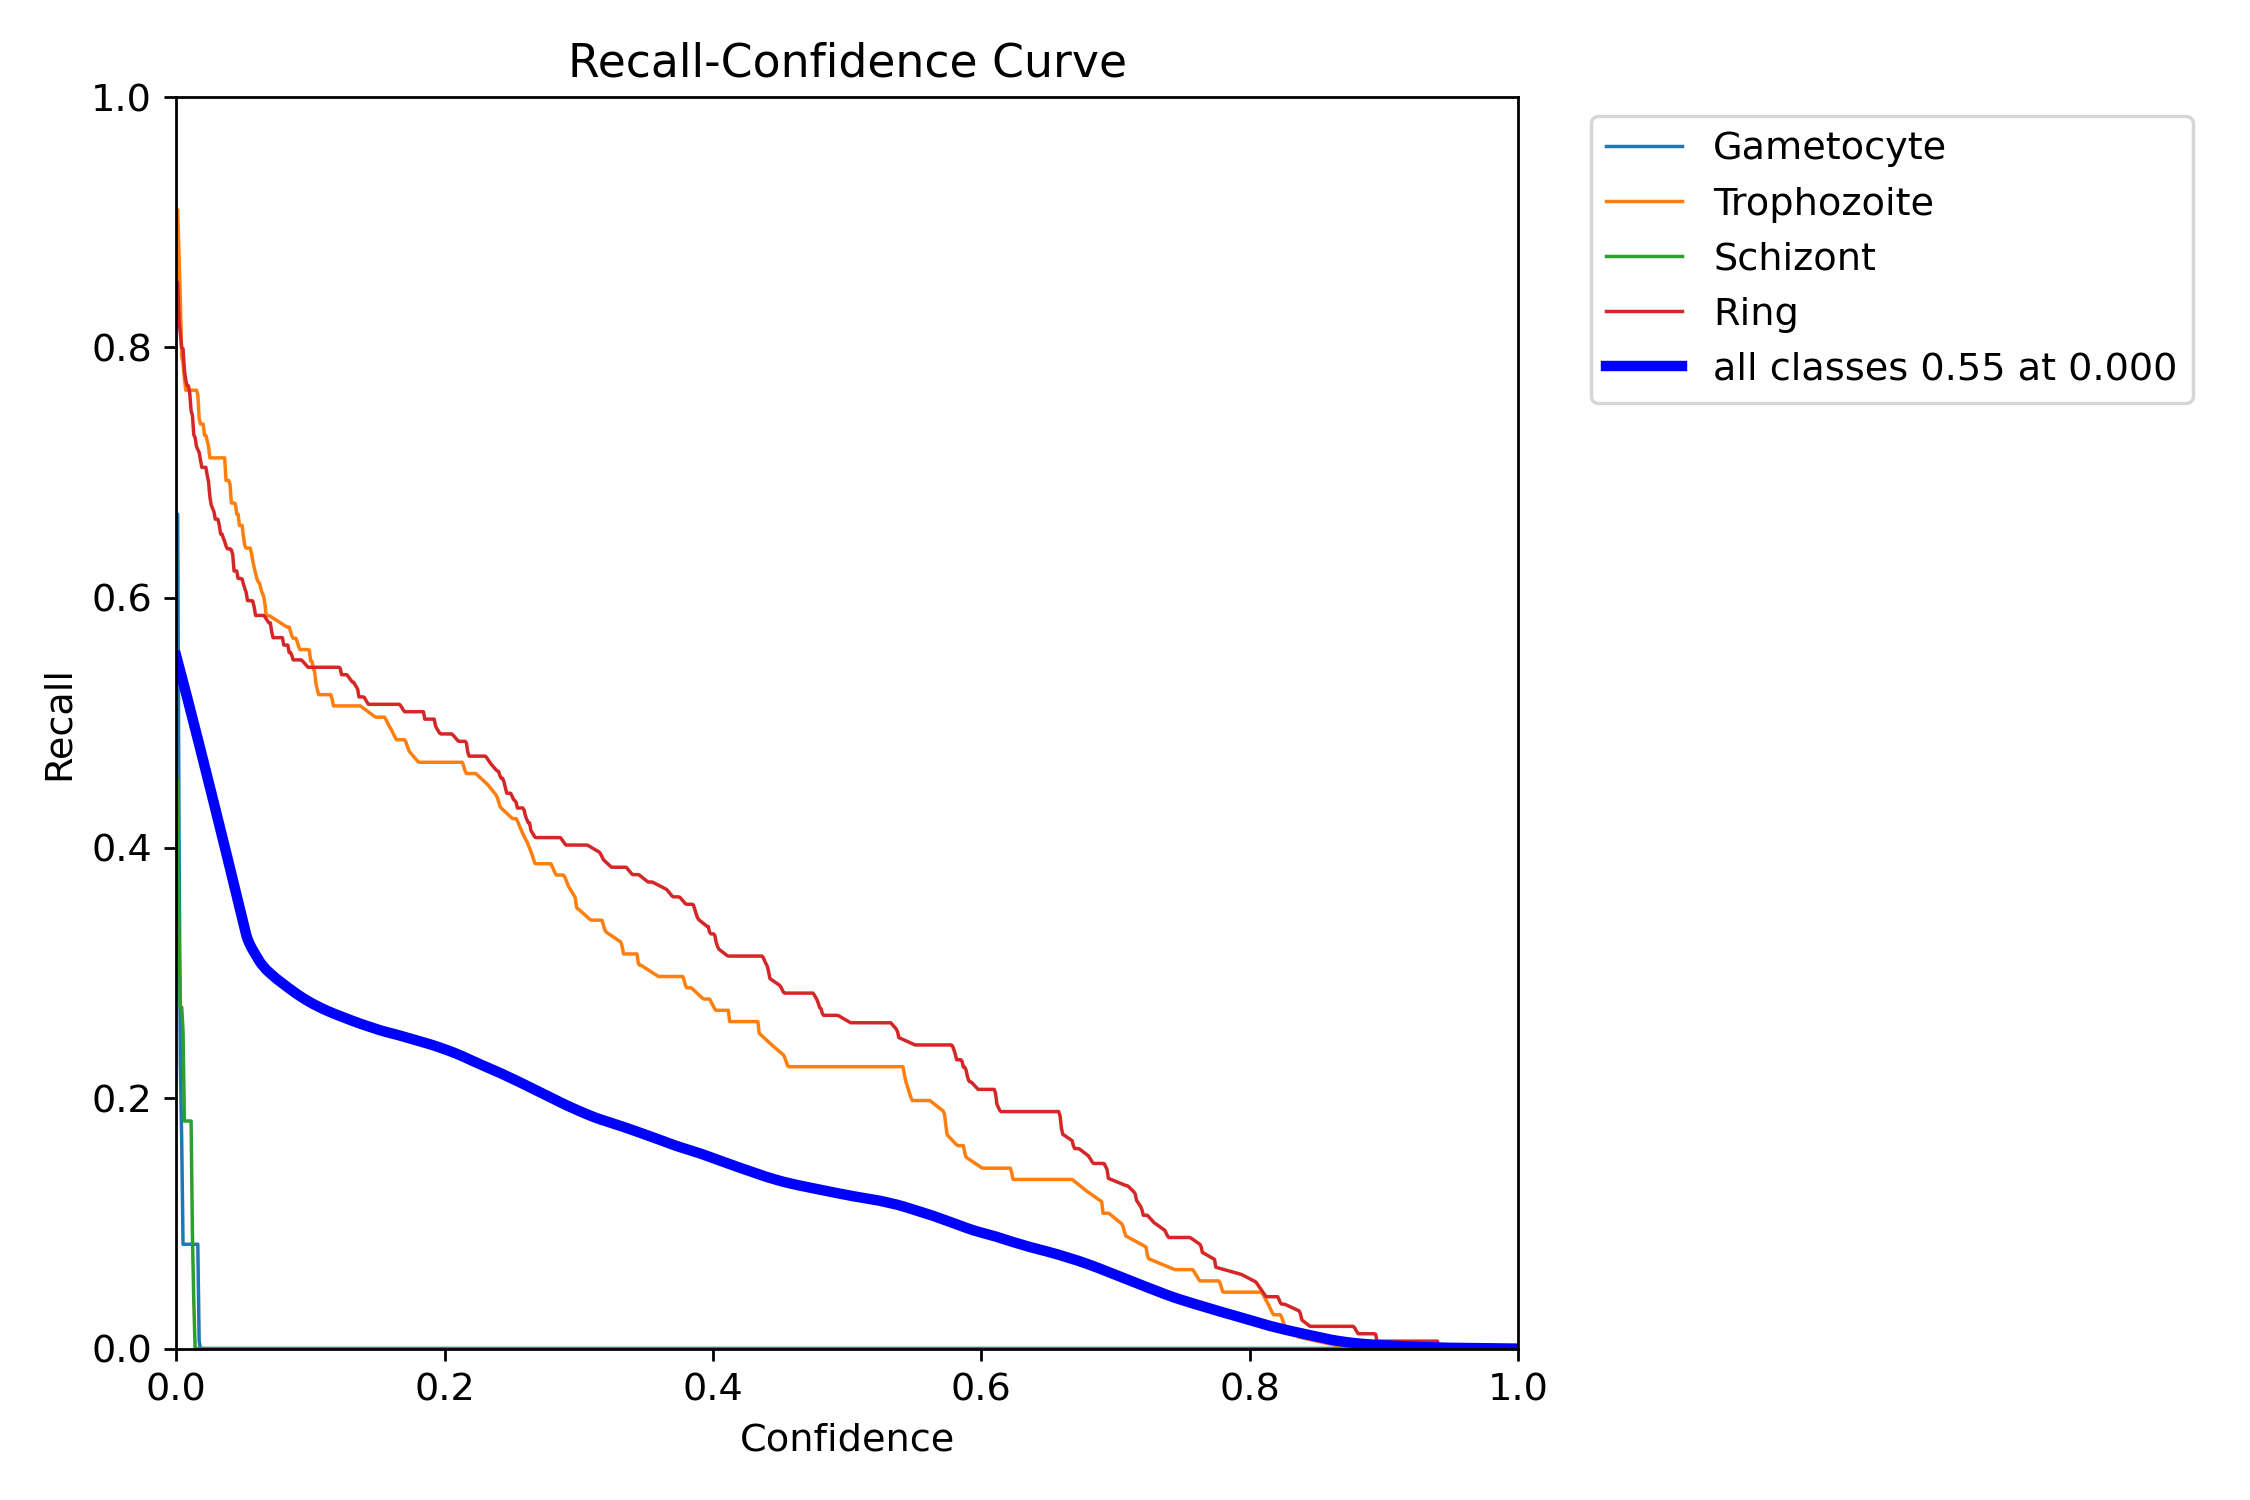 Recall-Confidence Curve
1.0
0.8
0.6
0.4
0.2
0.0
Recall
0.0 0.2 0.4 0.6 0.8 1.0
Confidence
Gametocyte
Trophozoite
Schizont
Ring
all classes 0.55 at 0.000